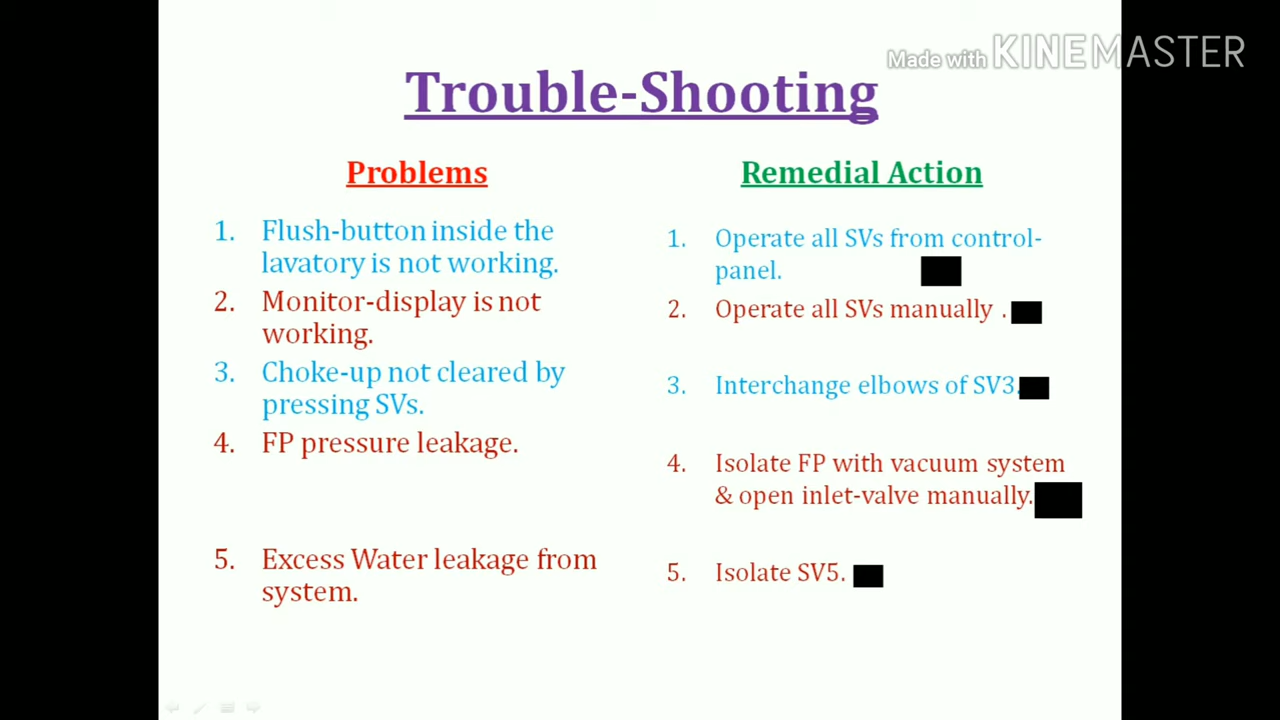 Made with KINEMASTER
Trouble-Shooting
Problems
1. Flush-button inside the
lavatory is not working.
2. Monitor-display is not
working.
3. Choke-up not cleared by
pressing SVs.
4. FP pressure leakage.
5. Excess Water leakage from
system.
Remedial Action
1. Operate all SVs from control-
panel.
2. Operate all SVs manually .
3. Interchange elbows of SV3.
4. Isolate FP with vacuum system
& open inlet-valve manually.
5. Isolate SV5.